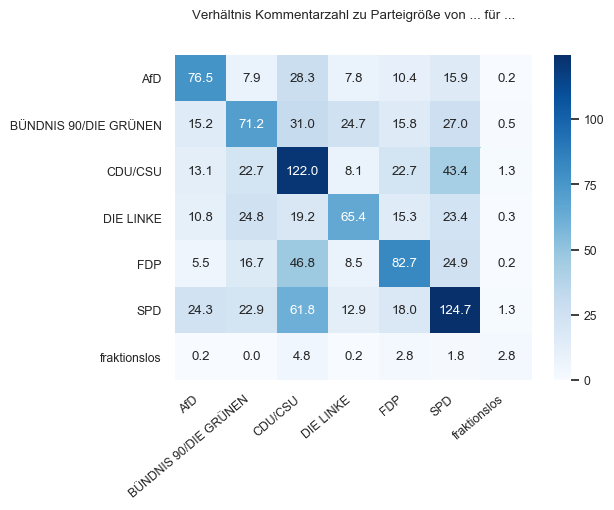 Verhältnis Kommentarzahl zu Parteigröße von ... für ...
AfD 76.5 7.9 28.3 7.8 10.4 15.9 0.2
BÜNDNIS 90/DIE GRÜNEN 15.2 71.2 31.0 24.7 15.8 27.0 0.5
CDU/CSU 13.1 22.7 122.0 8.1 22.7 43.4 1.3
DIE LINKE 10.8 24.8 19.2 65.4 15.3 23.4 0.3
FDP 5.5 16.7 46.8 8.5 82.7 24.9 0.2
SPD 24.3 22.9 61.8 12.9 18.0 124.7 1.3
fraktionslos 0.2 0.0 4.8 0.2 2.8 1.8 2.8
AfD
BÜNDNIS 90/DIE GRÜNEN
CDU/CSU
DIE LINKE
FDP
SPD
fraktionslos
100
75
50
25
0